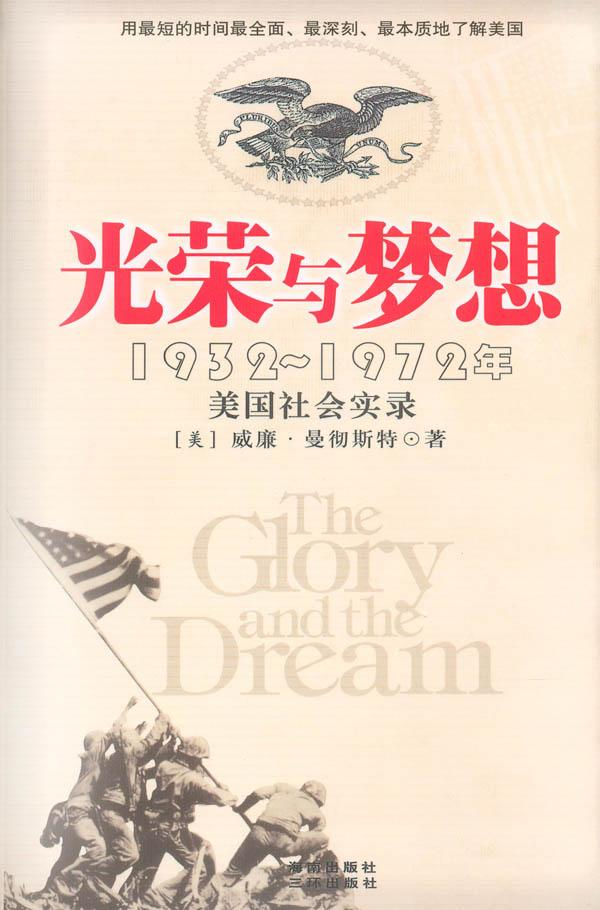 用最短的时间最全面、最深刻、最本质地了解美国
E PLURIBUS UNUM
光荣与梦想
1932~1972年
美国社会实录
［美］威廉·曼彻斯特⊙著
The
Glory
and the
Dream
海南出版社
三环出版社